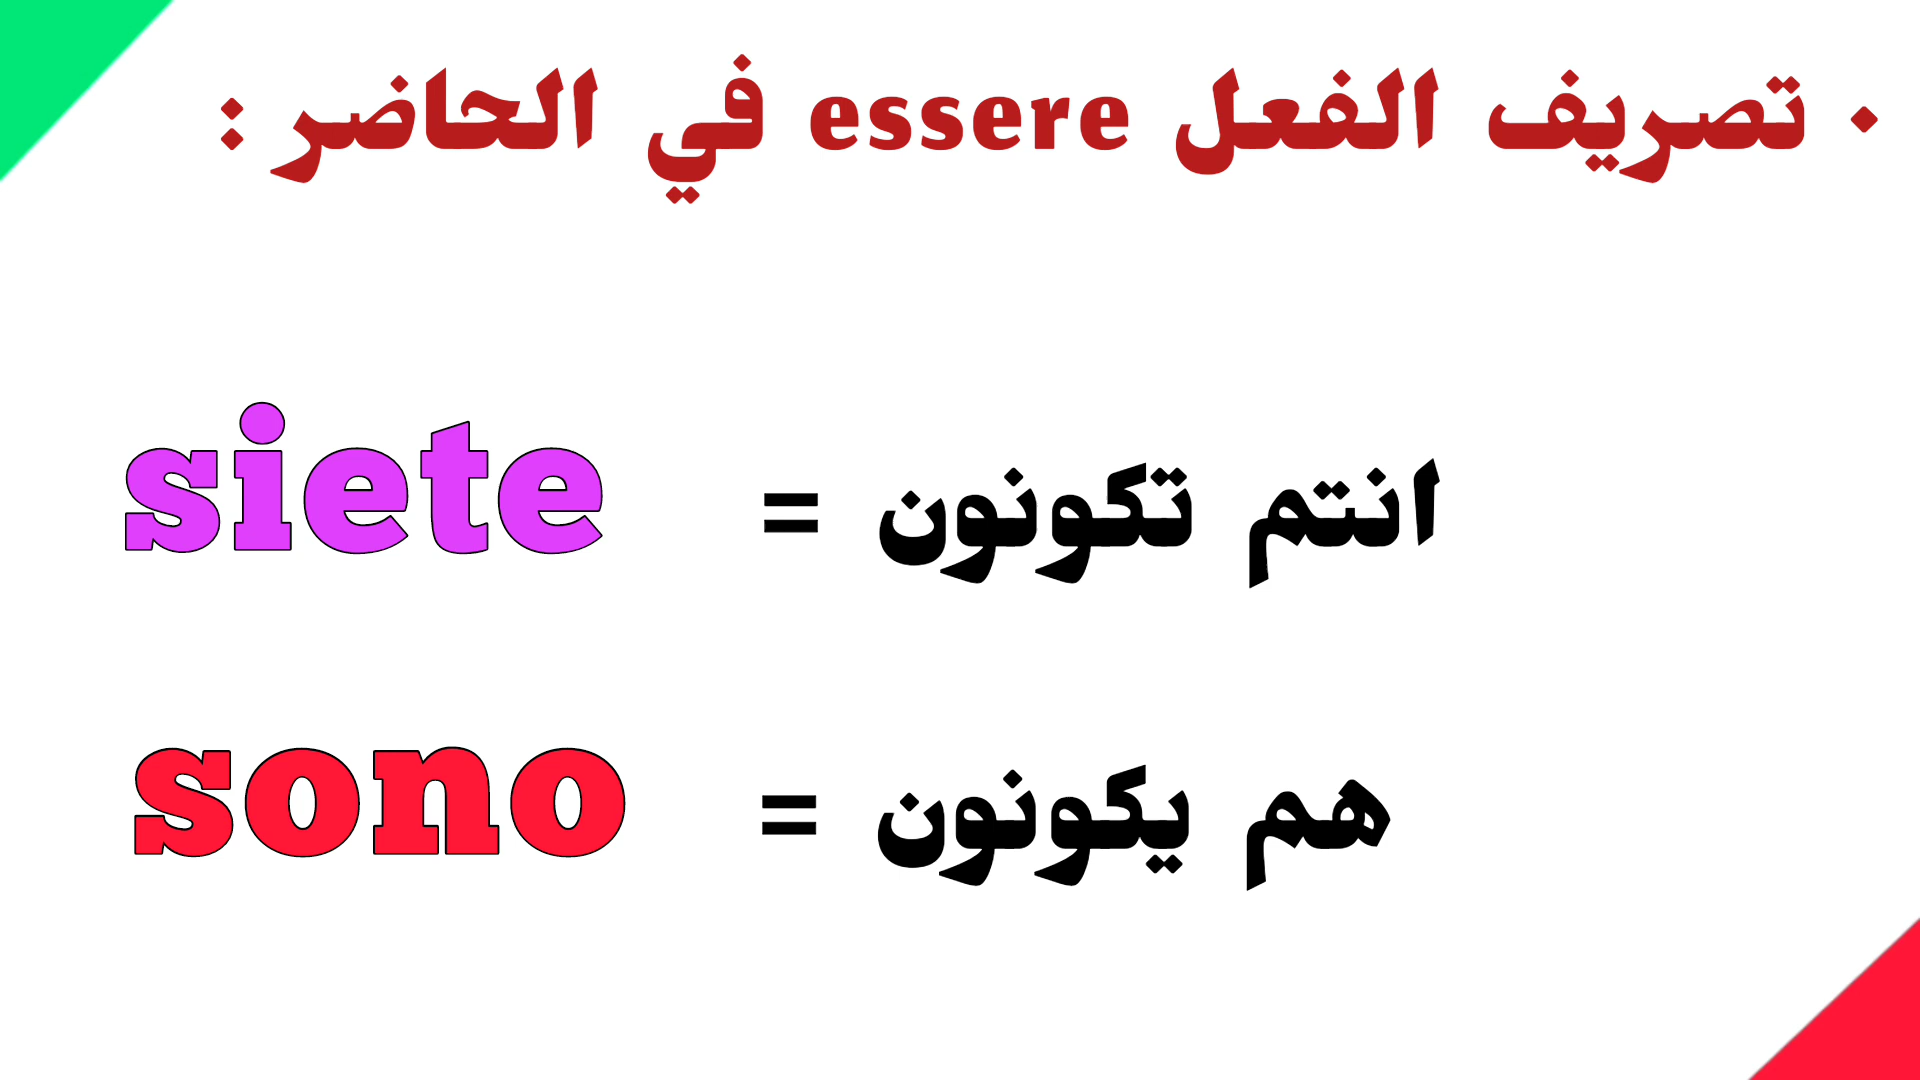 • تصريف الفعل essere في الحاضر :
انتم تكونون = siete
هم يكونون = sono